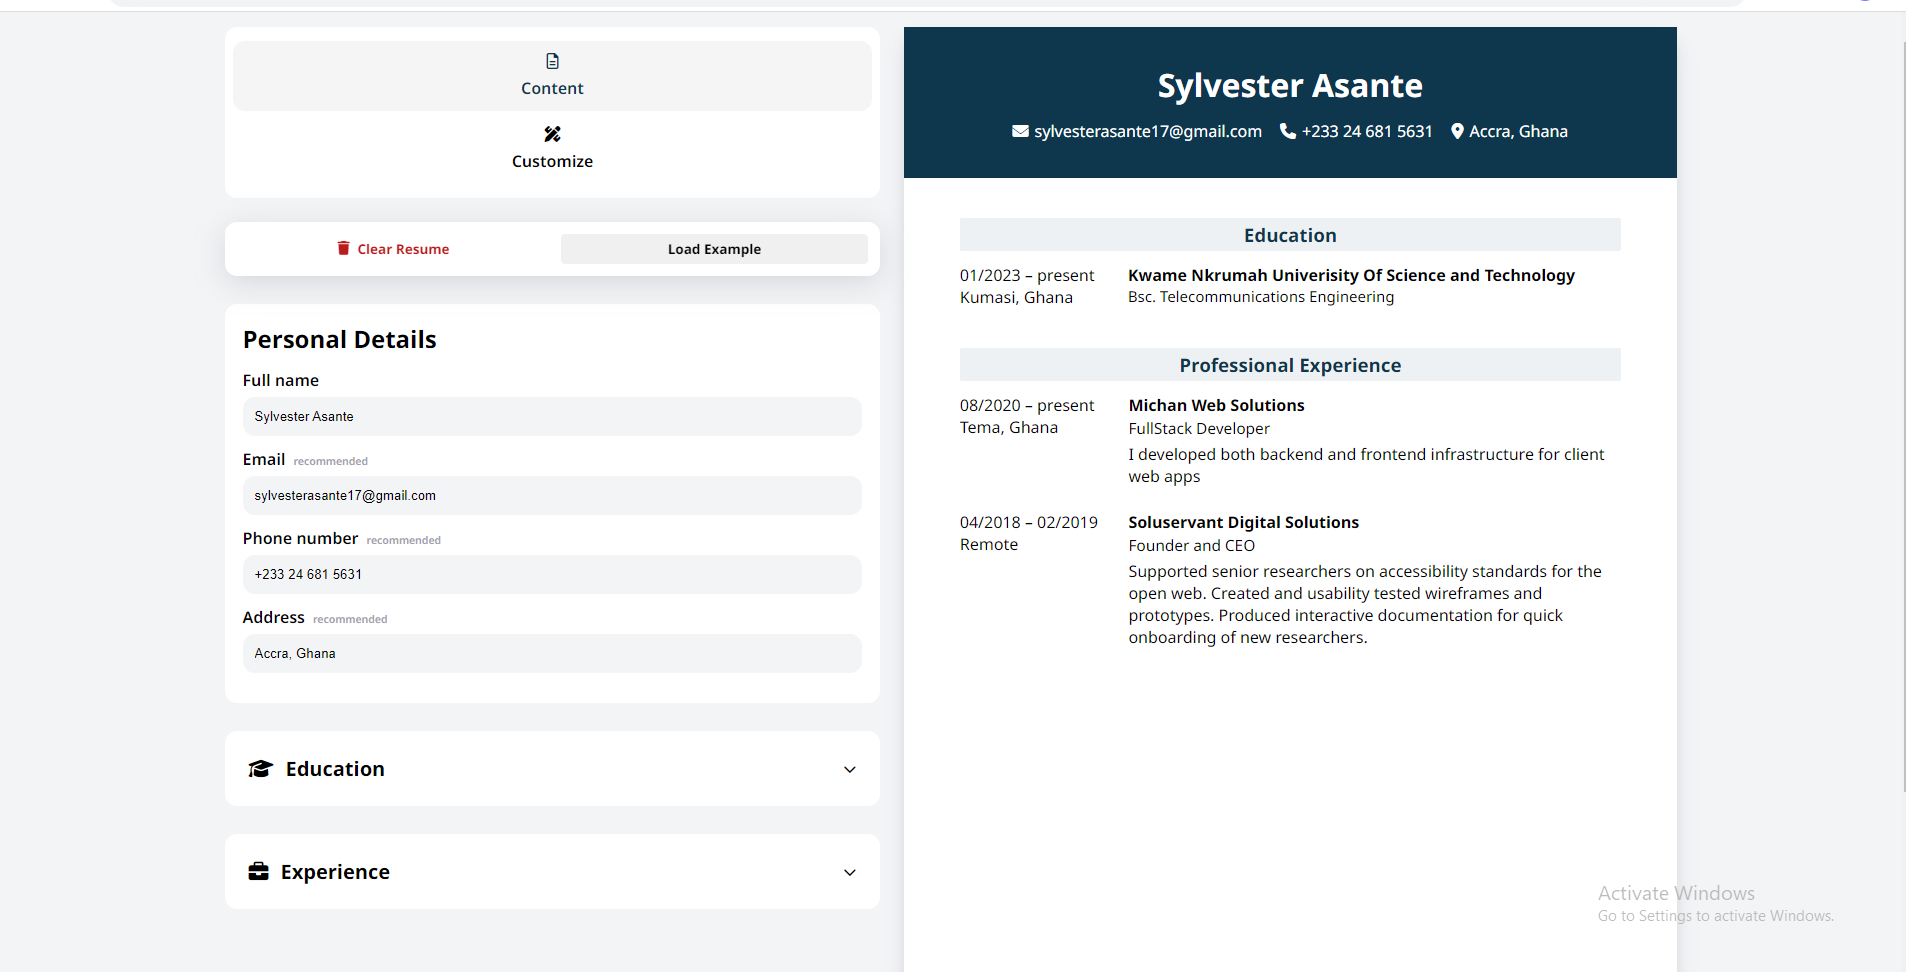 Content
Customize
Clear Resume
Load Example
Personal Details
Full name
Sylvester Asante
Email recommended
sylvesterasante17@gmail.com
Phone number recommended
+233 24 681 5631
Address recommended
Accra, Ghana
Education
Experience
Sylvester Asante
sylvesterasante17@gmail.com +233 24 681 5631 Accra, Ghana
Education
01/2023 – present
Kumasi, Ghana
Kwame Nkrumah Univerisity Of Science and Technology
Bsc. Telecommunications Engineering
Professional Experience
08/2020 – present
Tema, Ghana
Michan Web Solutions
FullStack Developer
I developed both backend and frontend infrastructure for client
web apps
04/2018 – 02/2019
Remote
Soluservant Digital Solutions
Founder and CEO
Supported senior researchers on accessibility standards for the
open web. Created and usability tested wireframes and
prototypes. Produced interactive documentation for quick
onboarding of new researchers.
Activate Windows
Go to Settings to activate Windows.